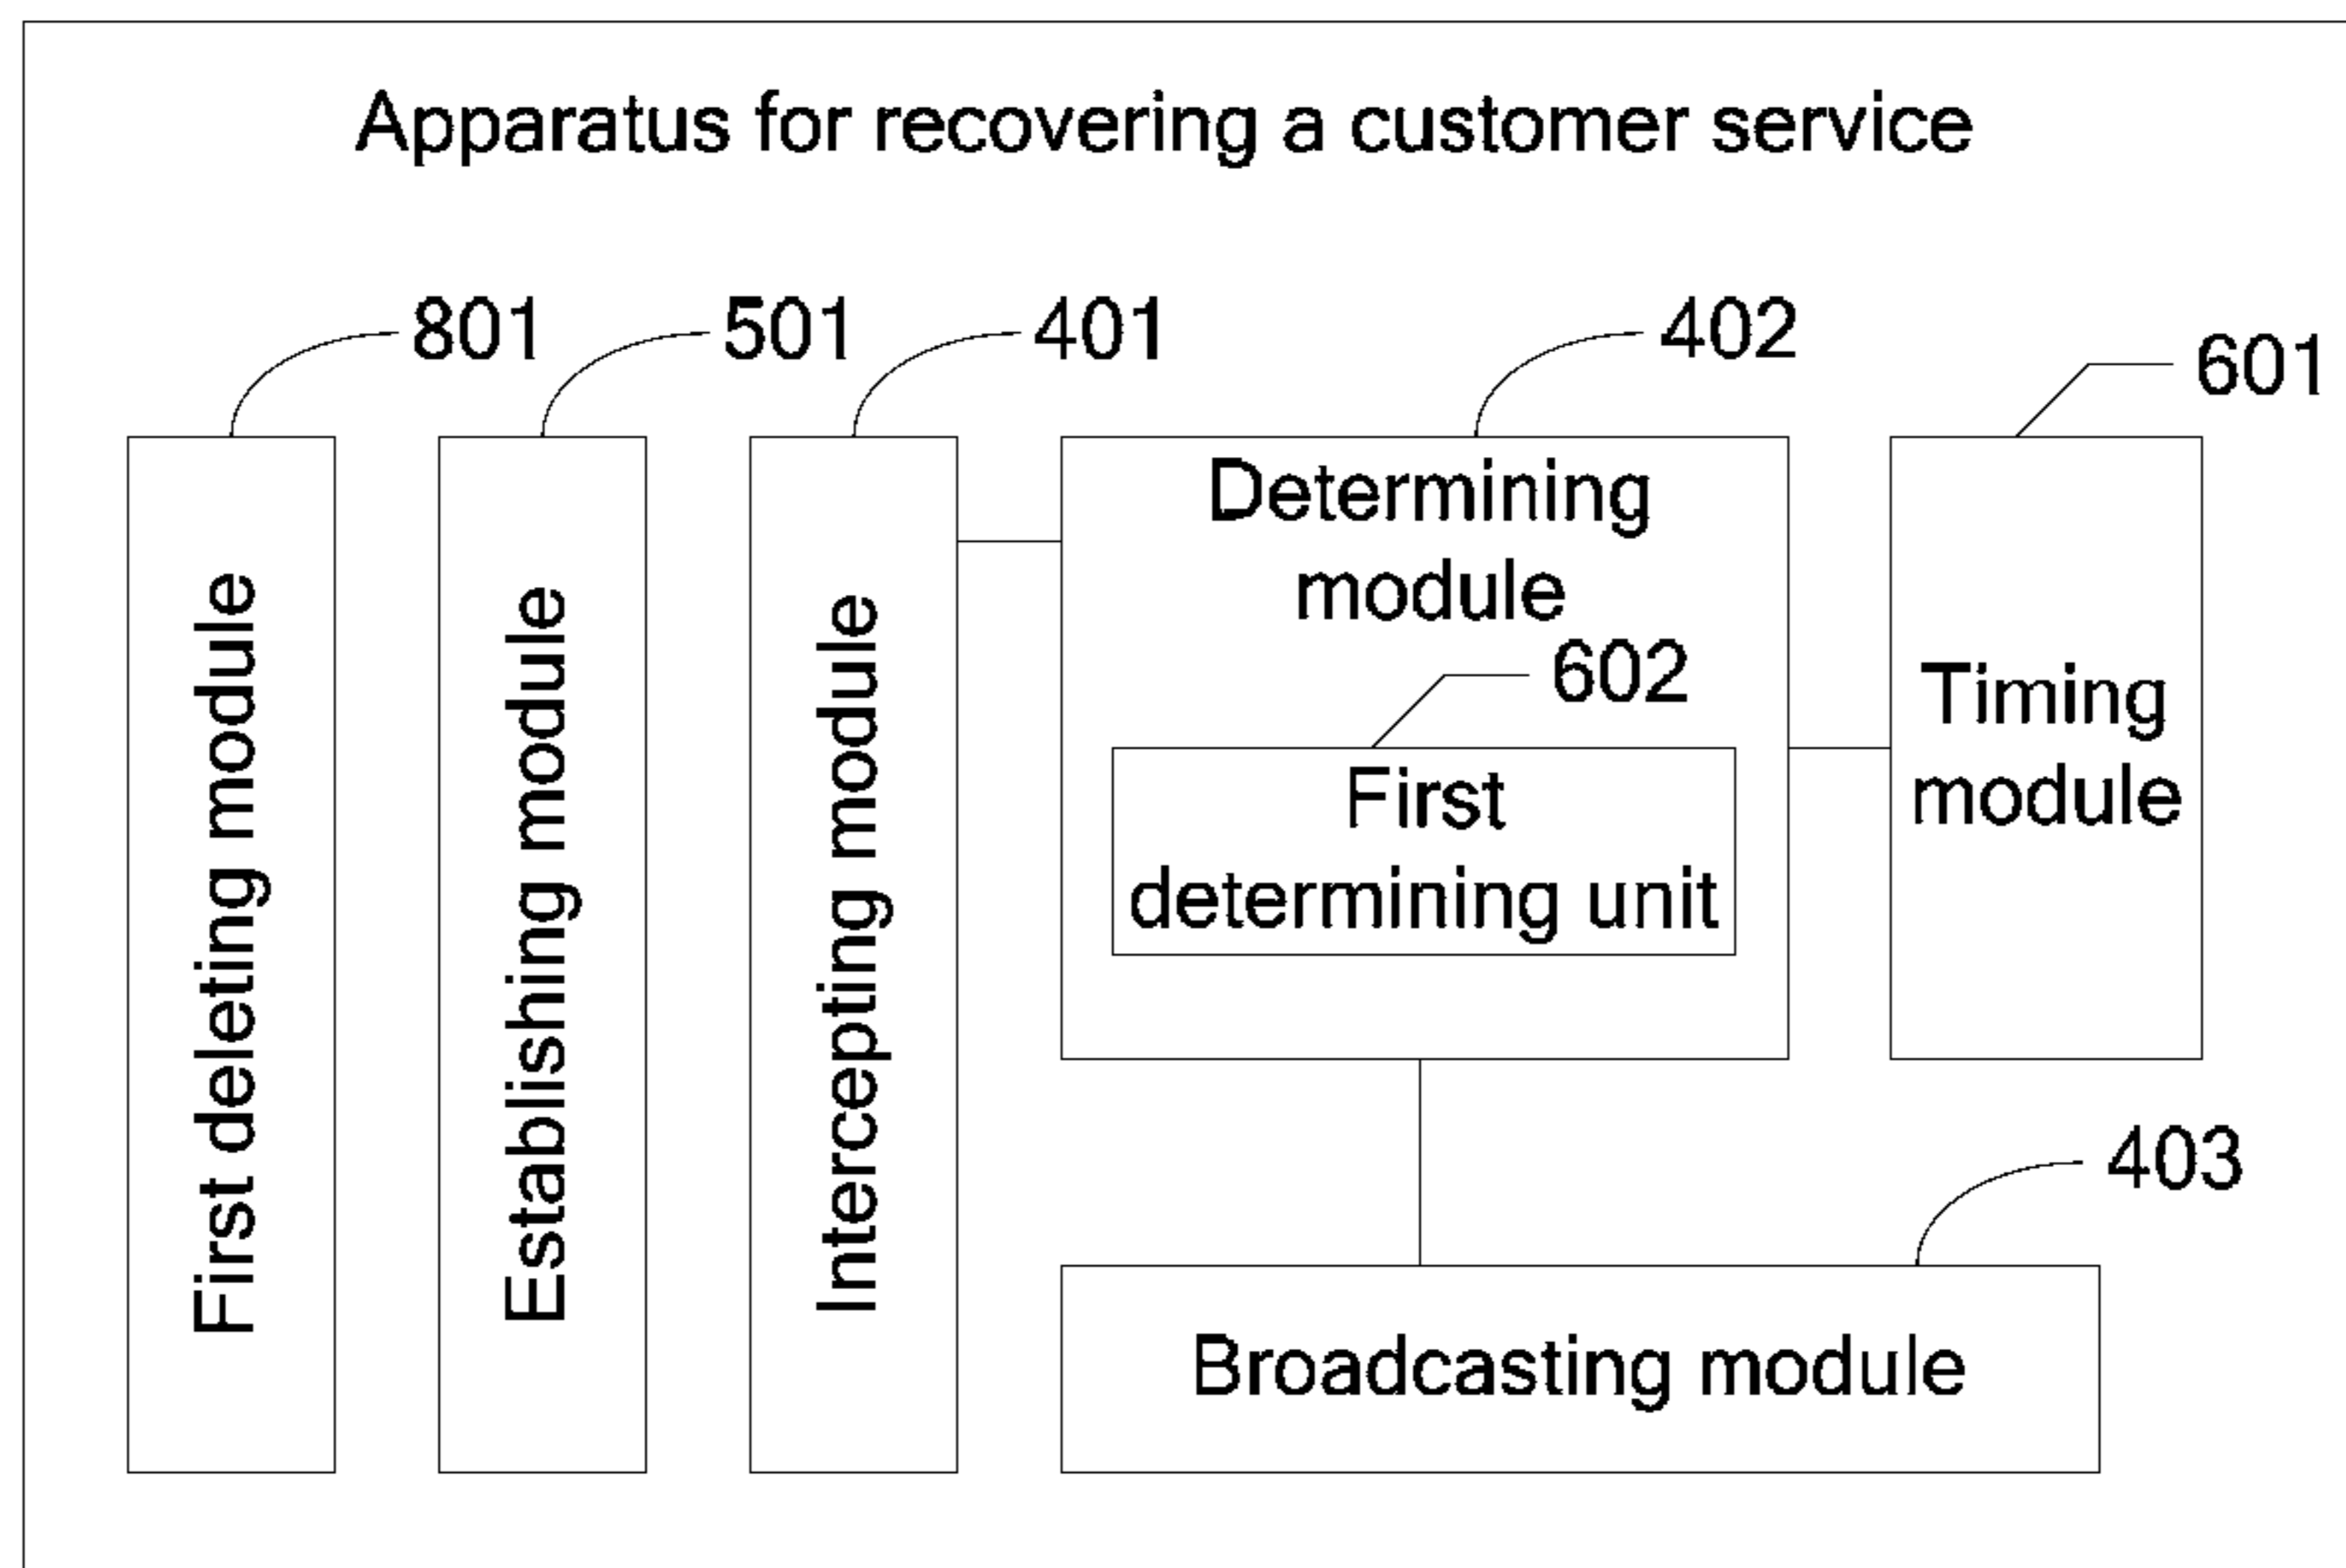 Apparatus for recovering a customer service
801
501
401
402
601
First deleting module
Establishing module
Intercepting module
Determining
module
602
First
determining unit
Timing
module
403
Broadcasting module